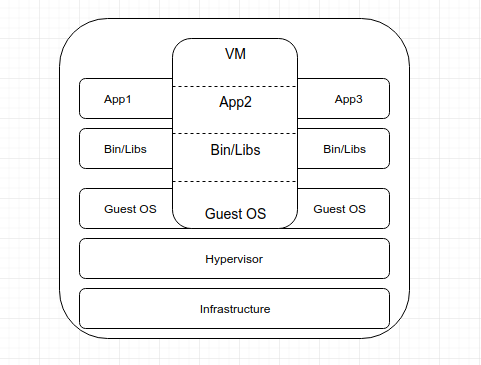 VM
App1 App2 App3
Bin/Libs Bin/Libs Bin/Libs
Guest OS Guest OS Guest OS
Hypervisor
Infrastructure